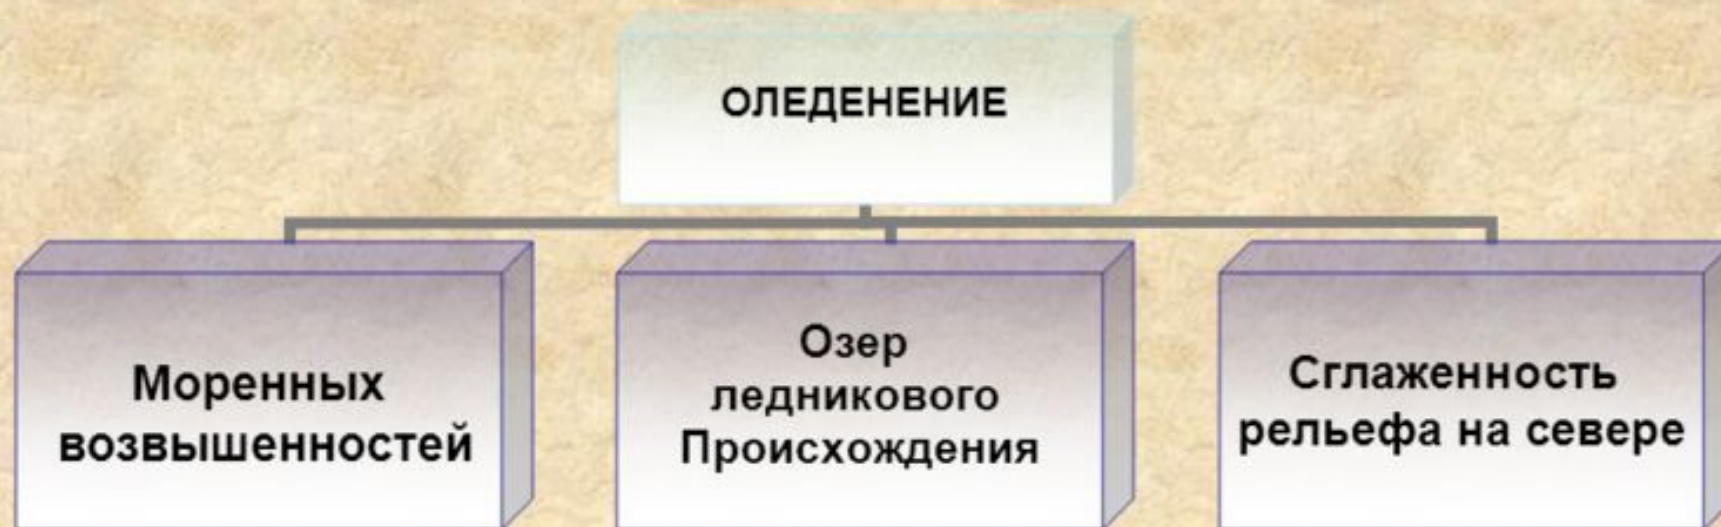 ОЛЕДЕНЕНИЕ
Моренных
возвышенностей
Озер
ледникового
Происхождения
Сглаженность
рельефа на севере